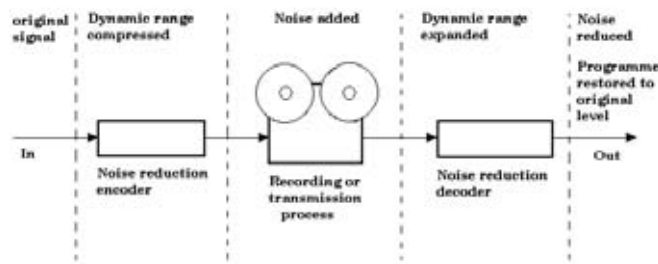 original
signal
Dynamic range
compressed
Noise added
Dynamic range
expanded
Noise
reduced
Programme
restored to
original
level
In
Noise reduction
encoder
Recording or
transmission
process
Noise reduction
decoder
Out